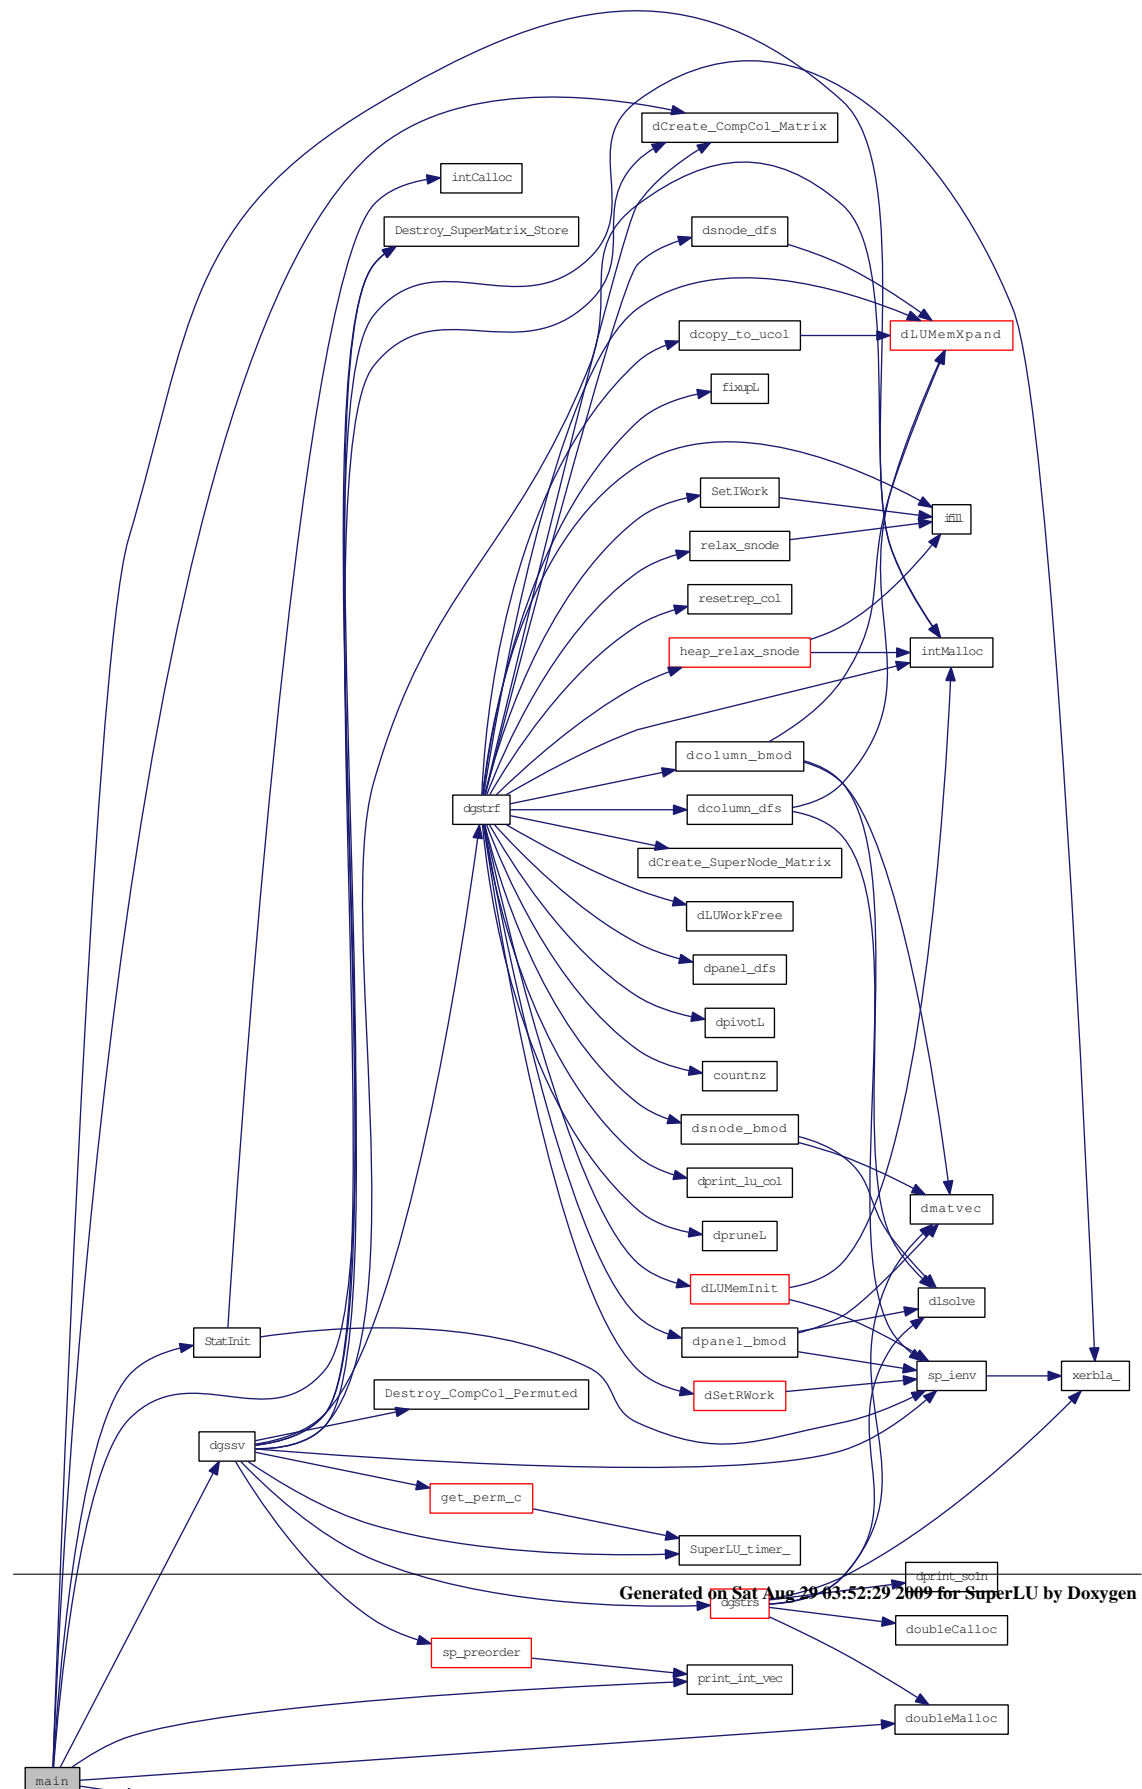 dCreate_CompCol_Matrix
intCalloc
Destroy_SuperMatrix_Store
dsnode_dfs
dcopy_to_ucol
dLUMemXpand
fixupL
SetIWork
ifill
relax_snode
resetrep_col
heap_relax_snode
intMalloc
dcolumn_bmod
dgstrf
dcolumn_dfs
dCreate_SuperNode_Matrix
dLUWorkFree
dpanel_dfs
dpivotL
countnz
dsnode_bmod
dprint_lu_col
dmatvec
dpruneL
dLUMemInit
dlsolve
StatInit
dpanel_bmod
sp_ienv
xerbla_
Destroy_CompCol_Permuted
dSetRWork
dgssv
get_perm_c
SuperLU_timer_
dprint_soln
Generated on Sat Aug 29 03:52:29 2009 for SuperLU by Doxygen
dgstrs
doubleCalloc
sp_preorder
print_int_vec
doubleMalloc
main